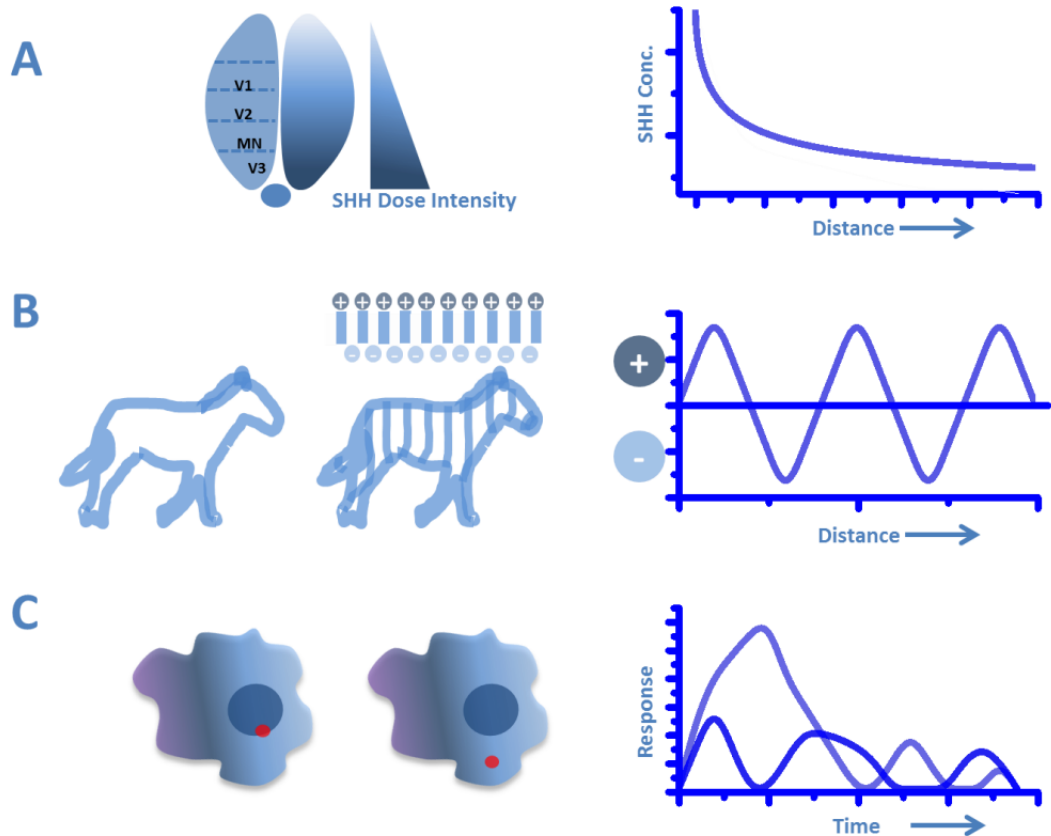 A
V1
V2
MN
V3
SHH Dose Intensity
SHH Conc.
Distance
B
+ + + + + + + + + +
- - - - - - - - -
+
-
Distance
C
Response
Time